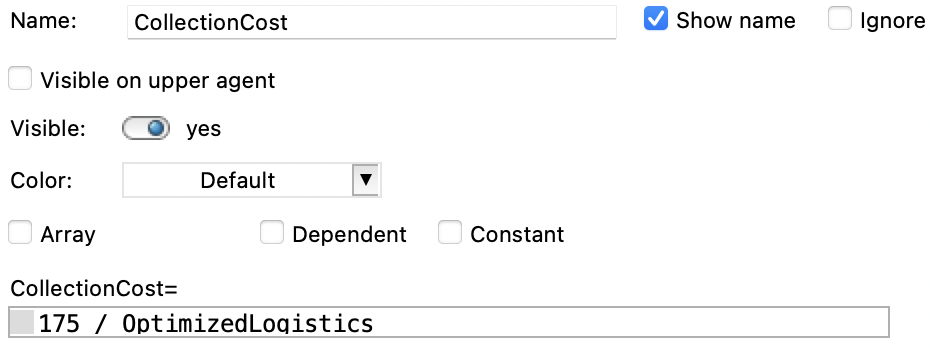 Name: CollectionCost Show name Ignore
Visible on upper agent
Visible: yes
Color: Default
Array Dependent Constant
CollectionCost=
175 / OptimizedLogistics